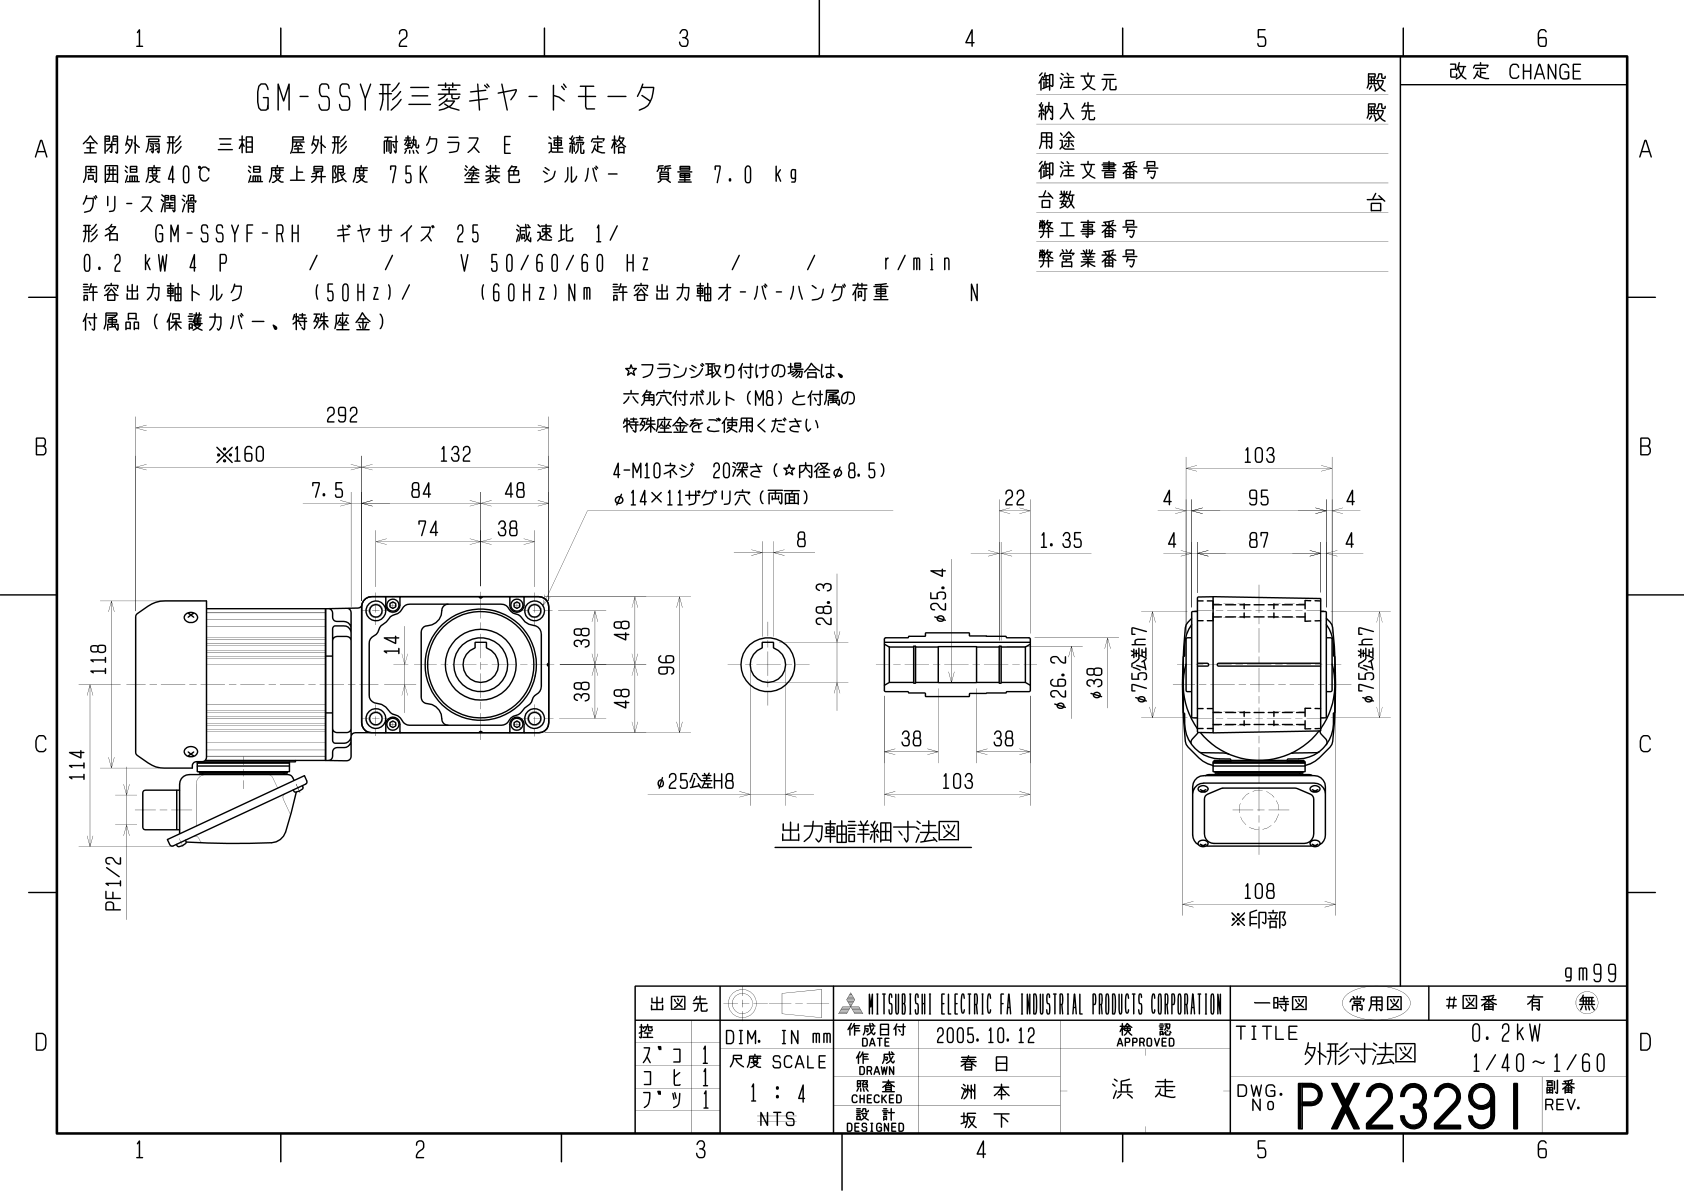 1 2 3 4 5 6
改定 CHANGE
GM-SSY形三菱ギヤ-ドモータ
全閉外扇形 三相 屋外形 耐熱クラス E 連続定格
周囲温度40℃ 温度上昇限度 75K 塗装色 シルバー 質量 7.0 kg
グリ-ス潤滑
形名 GM-SSYF-RH ギヤサイズ 25 減速比 1/
0.2 kW 4 P / / V 50/60/60 Hz / / r/min
許容出力軸トルク (50Hz)/ (60Hz)Nm 許容出力軸オ-バ-ハング荷重 N
付属品(保護カバー、特殊座金)
御注文元 殿
納入先 殿
用途
御注文書番号
台数 台
弊工事番号
弊営業番号
A A
B B
C C
D D
☆フランジ取り付けの場合は、
六角穴付ボルト(M8)と付属の
特殊座金をご使用ください
4-M10ネジ 20深さ(☆内径φ8.5)
φ14×11ザグリ穴(両面)
292
※160 132
7.5 84 48
74 38
118
114
14
38 48
38 48
96
PF1/2
8
28.3
φ25公差H8
22
1.35
φ25.4
φ26.2
φ38
38 38
103
出力軸詳細寸法図
103
4 95 4
4 87 4
φ75公差h7
φ75公差h7
108
※印部
gm99
出図先
控
ズコ 1
コヒ 1
ブツ 1
DIM. IN mm
尺度 SCALE
1 : 4
NTS
MITSUBISHI ELECTRIC FA INDUSTRIAL PRODUCTS CORPORATION
作成日付 DATE 2005.10.12
作成 DRAWN 春日
照査 CHECKED 洲本
設計 DESIGNED 坂下
検認 APPROVED
浜走
一時図 常用図 #図番 有 無
TITLE 外形寸法図
0.2kW
1/40~1/60
DWG. No PX23291
副番 REV.
1 2 3 4 5 6